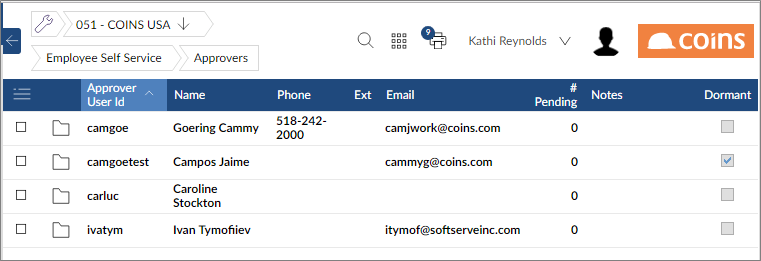 051 - COINS USA
9
Kathi Reynolds
coins
Employee Self Service
Approvers
Approver User Id Name Phone Ext Email # Pending Notes Dormant
camgoe Goering Cammy 518-242-2000 camjwork@coins.com 0
camgoetest Campos Jaime cammyg@coins.com 0
carluc Caroline Stockton 0
ivatym Ivan Tymofiiev itymof@softserveinc.com 0